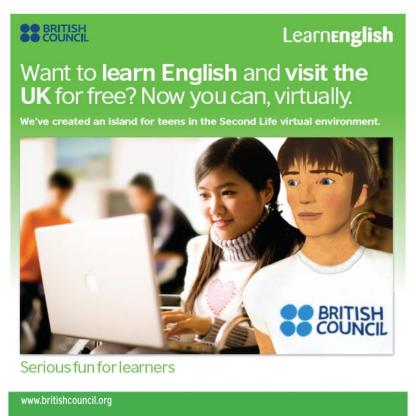 BRITISH
COUNCIL
LearnEnglish
Want to learn English and visit the
UK for free? Now you can, virtually.
We've created an island for teens in the Second Life virtual environment.
BRITISH
COUNCIL
Serious fun for learners
www.britishcouncil.org